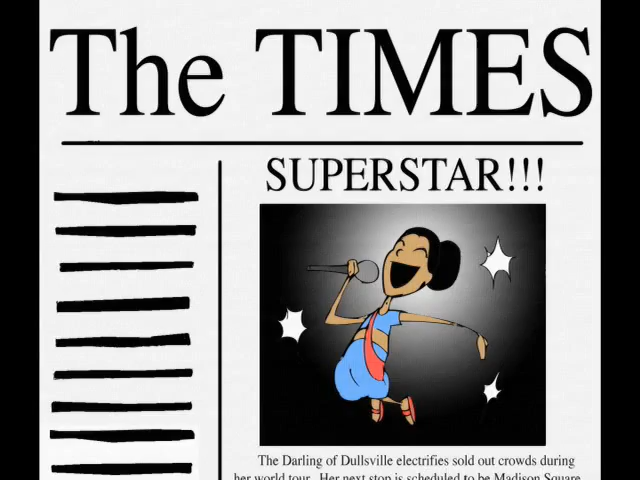 The TIMES
SUPERSTAR!!!
The Darling of Dullsville electrifies sold out crowds during
her world tour. Her next stop is scheduled to be Madison Square